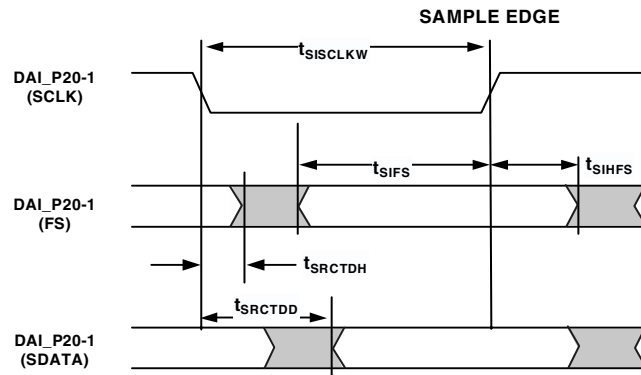 SAMPLE EDGE
tSISCLKW
DAI_P20-1
(SCLK)
tSIFS
tSIHFS
DAI_P20-1
(FS)
tSRCTDH
tSRCTDD
DAI_P20-1
(SDATA)